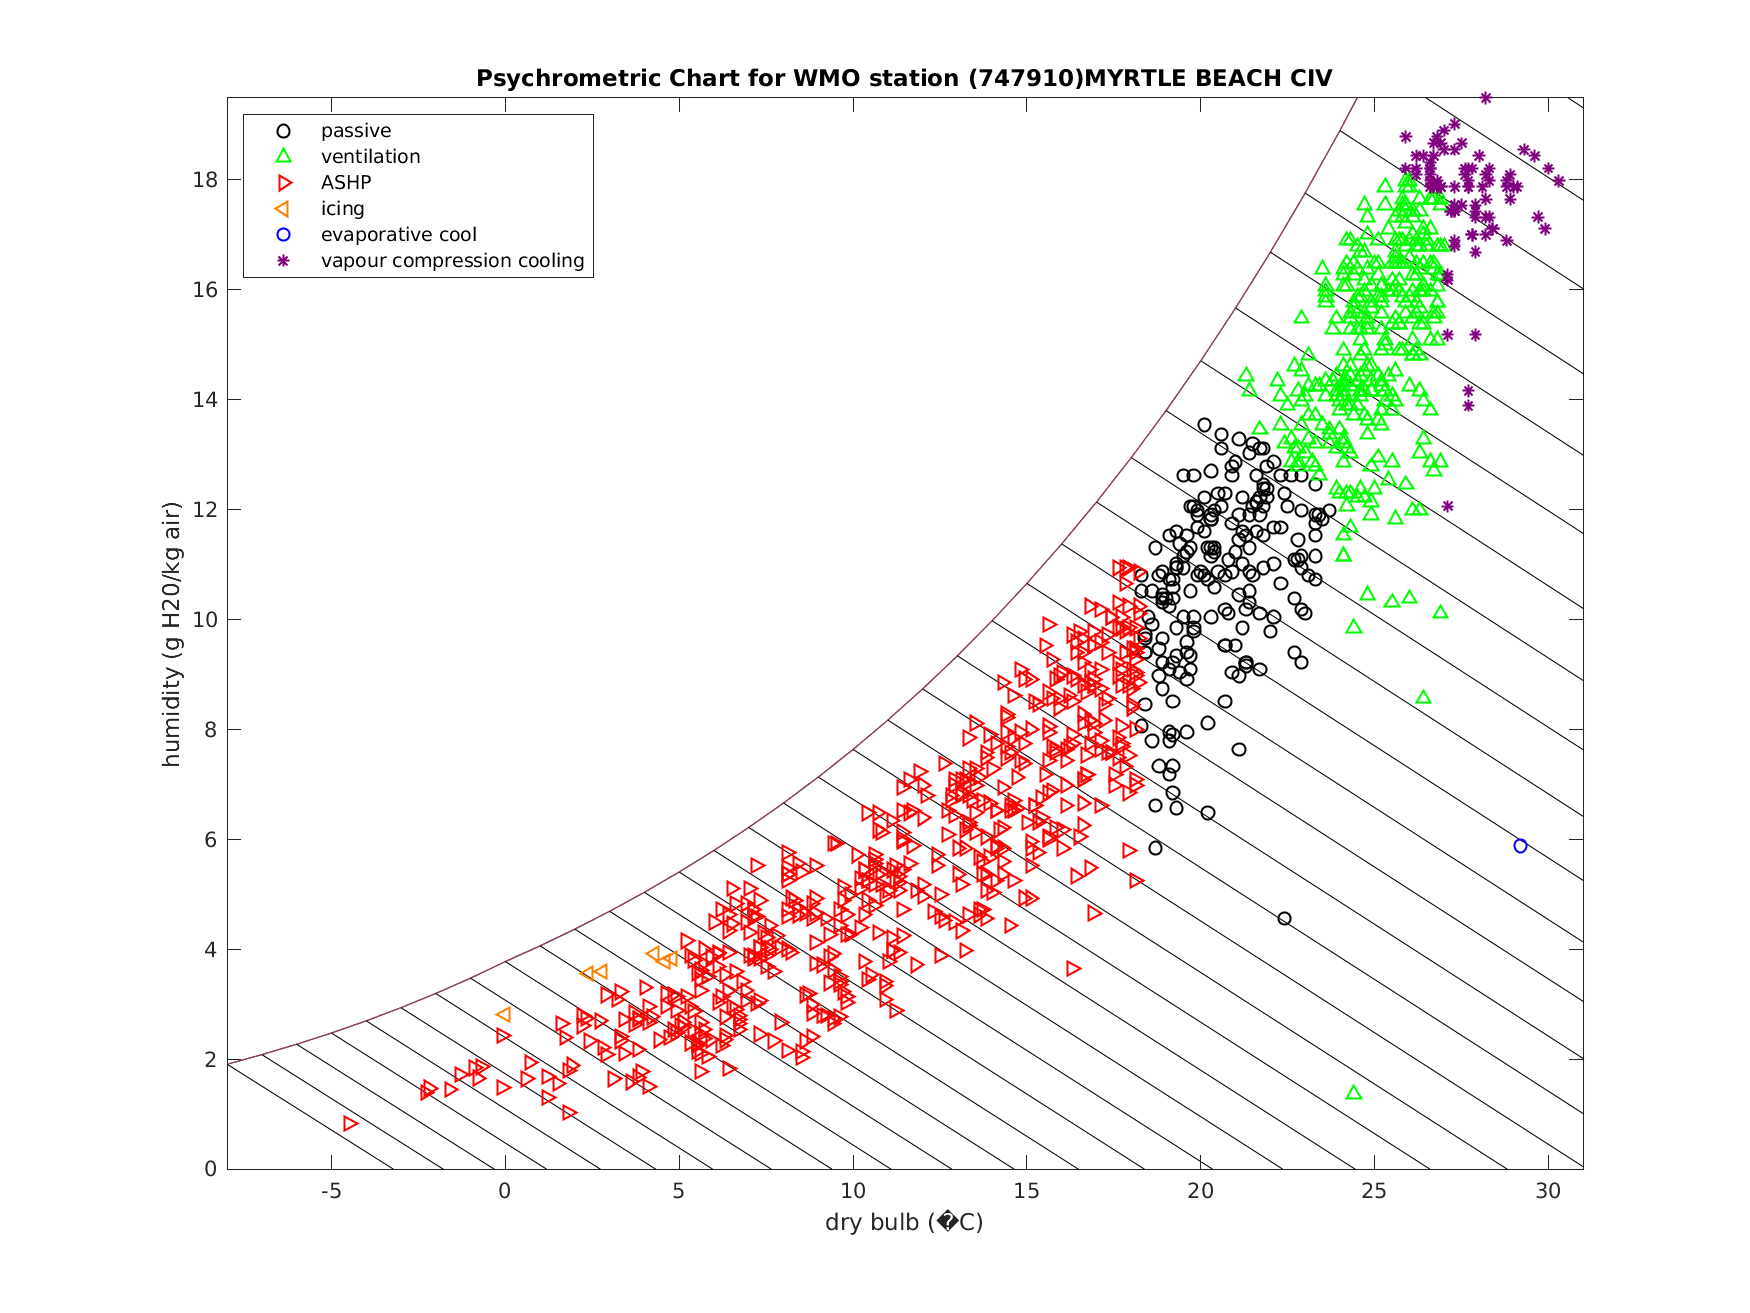 Psychrometric Chart for WMO station (747910)MYRTLE BEACH CIV
passive
ventilation
ASHP
icing
evaporative cool
vapour compression cooling
humidity (g H20/kg air)
18
16
14
12
10
8
6
4
2
0
-5
0
5
10
15
20
25
30
dry bulb (�C)